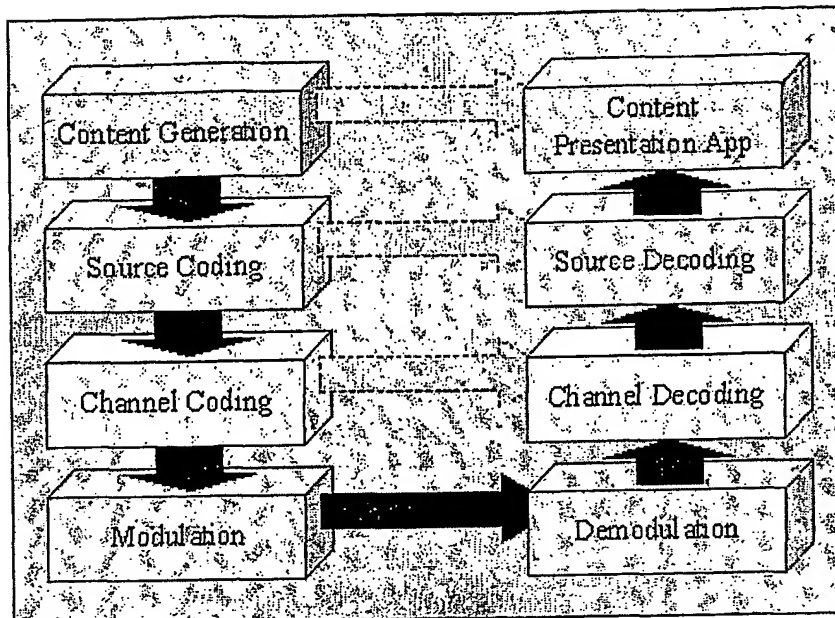 Content Generation
Source Coding
Channel Coding
Modulation
Content
Presentation App
Source Decoding
Channel Decoding
Demodulation